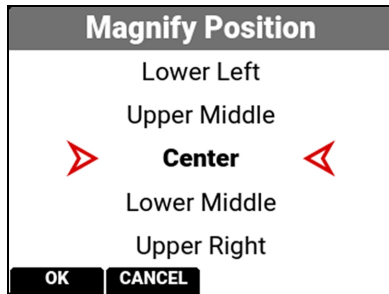 Magnify Position
Lower Left
Upper Middle
Center
Lower Middle
Upper Right
OK CANCEL